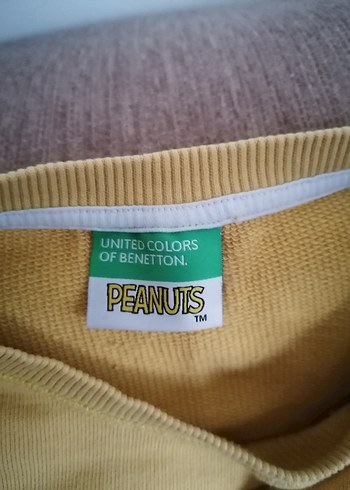 UNITED COLORS
OF BENETTON.
PEANUTS
TM